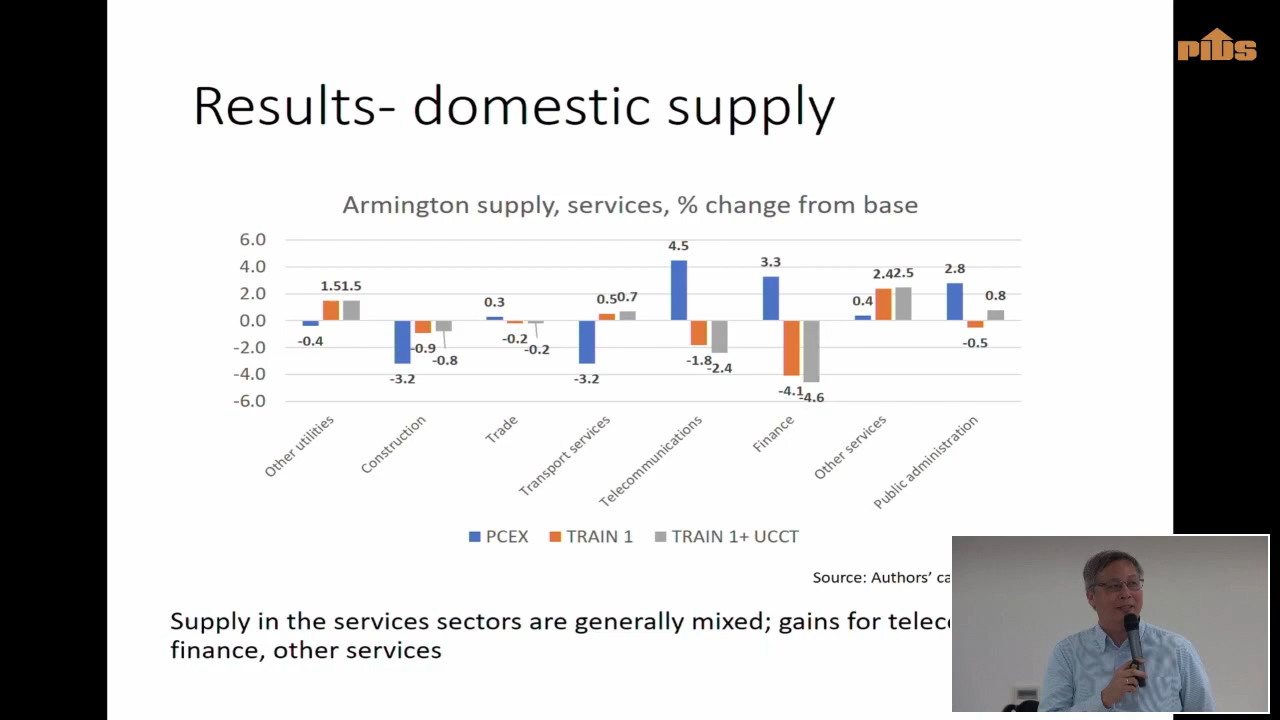 PIDS
Results- domestic supply
Armington supply, services, % change from base
6.0
4.0
2.0
0.0
-2.0
-4.0
-6.0
-0.4
1.5
1.5
-3.2
-0.9
-0.8
0.3
-0.2
-0.2
-3.2
0.5
0.7
4.5
-1.8
-2.4
3.3
-4.1
-4.6
0.4
2.4
2.5
2.8
-0.5
0.8
Other utilities
Construction
Trade
Transport services
Telecommunications
Finance
Other services
Public administration
PCEX TRAIN 1 TRAIN 1+ UCCT
Source: Authors’
Supply in the services sectors are generally mixed; gains for
finance, other services